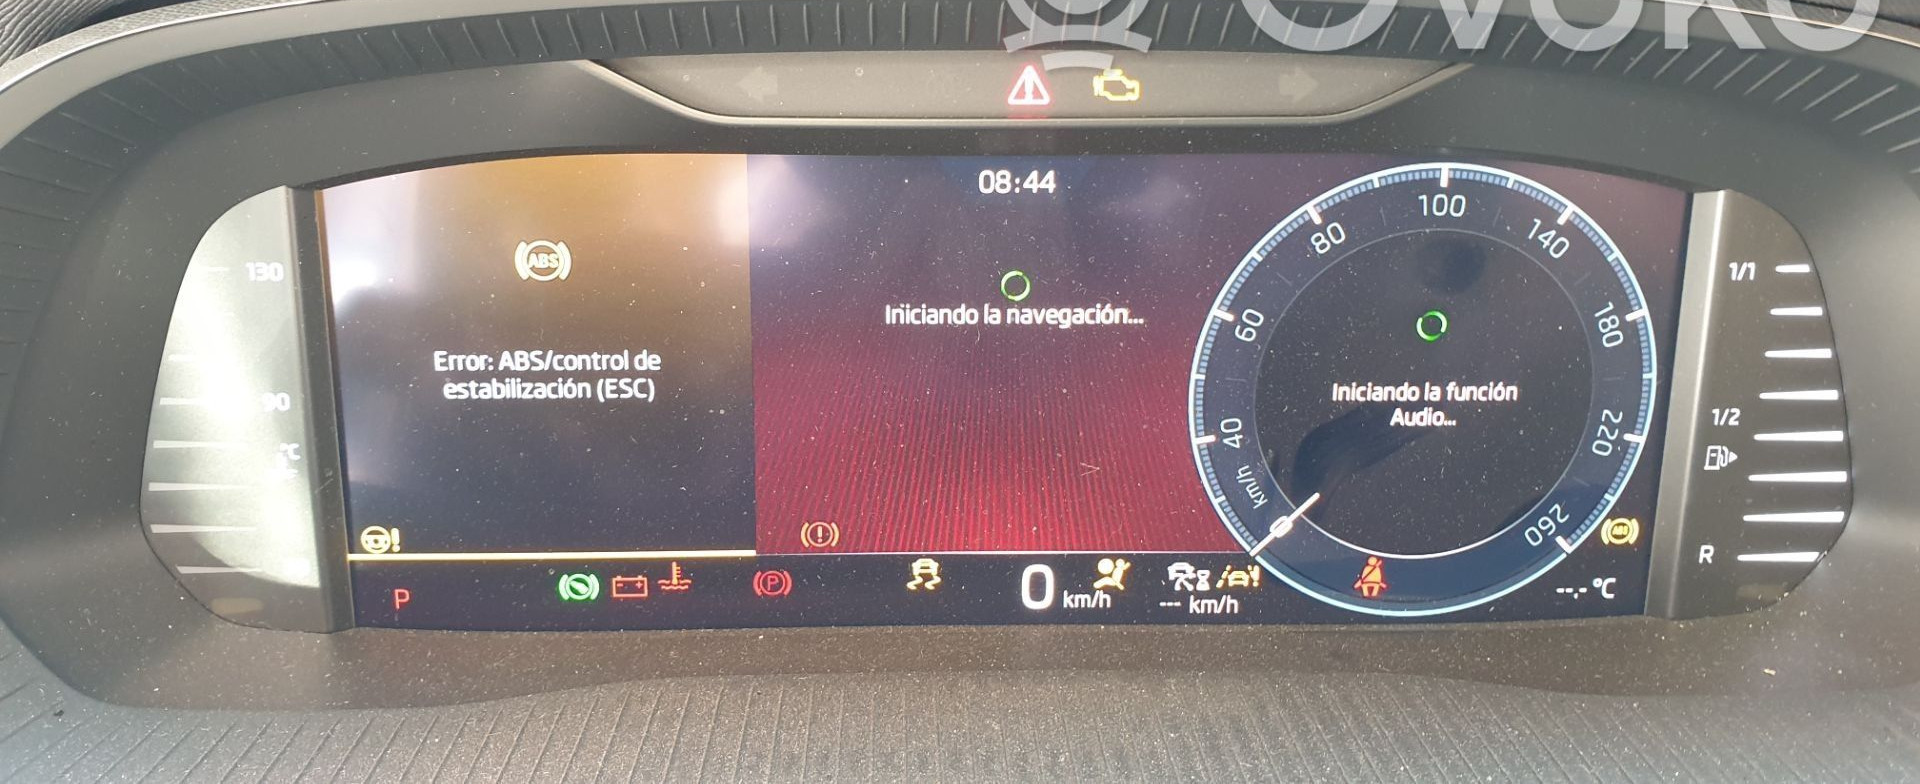 08:44
ABS
Error: ABS/control de
estabilización (ESC)
Iniciando la navegación...
Iniciando la función
Audio...
40
60
80
100
140
180
220
260
km/h
130
90
°C
1/1
1/2
R
ABS
P
P
0 km/h
--- km/h
--.- °C